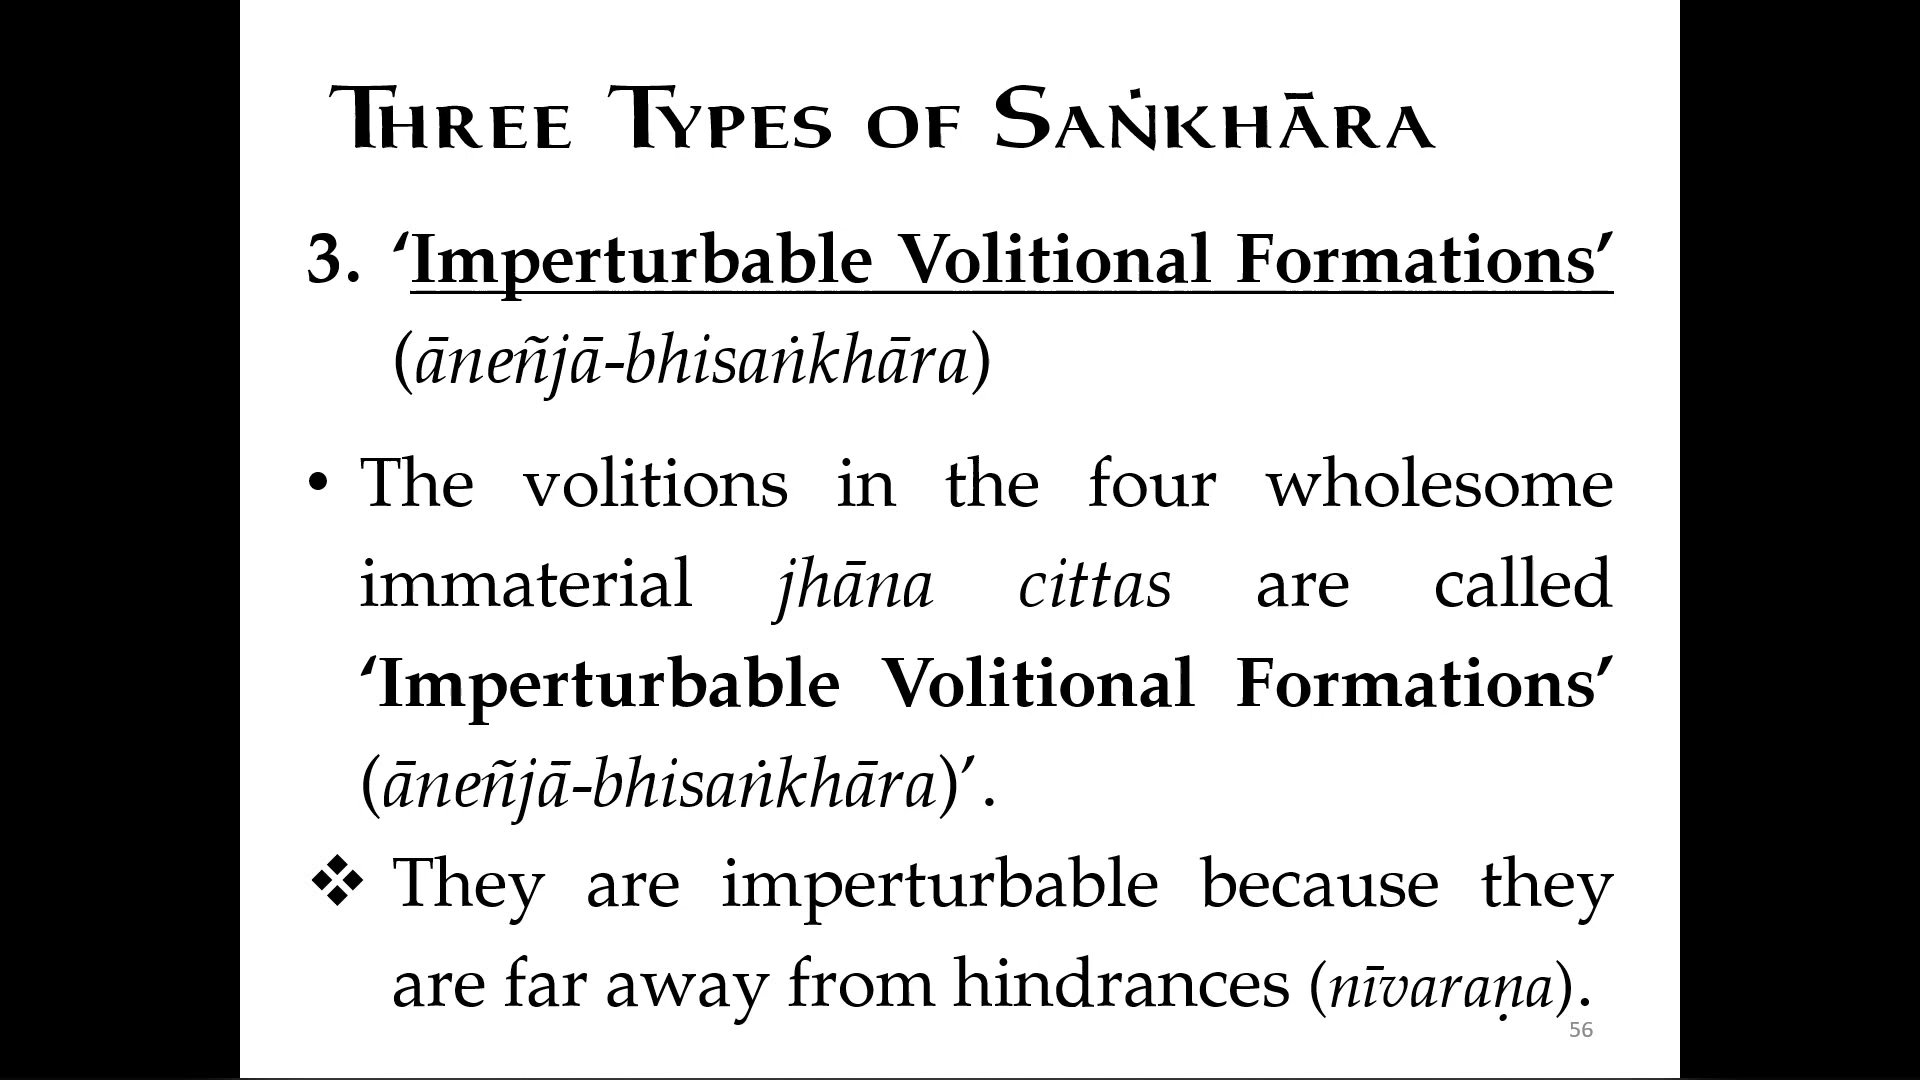 Three Types of Saṅkhāra
3. ‘Imperturbable Volitional Formations’
(āneñjā-bhisaṅkhāra)
• The volitions in the four wholesome
immaterial jhāna cittas are called
‘Imperturbable Volitional Formations’
(āneñjā-bhisaṅkhāra)’.
❖ They are imperturbable because they
are far away from hindrances (nīvaraṇa).
56